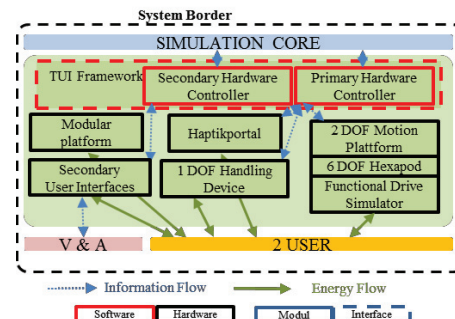 System Border
SIMULATION CORE
TUI Framework
Secondary Hardware
Controller
Primary Hardware
Controller
Modular
platform
Haptikportal
2 DOF Motion
Plattform
Secondary
User Interfaces
1 DOF Handling
Device
6 DOF Hexapod
Functional Drive
Simulator
V & A
2 USER
Information Flow
Energy Flow
Software
Hardware
Modul
Interface